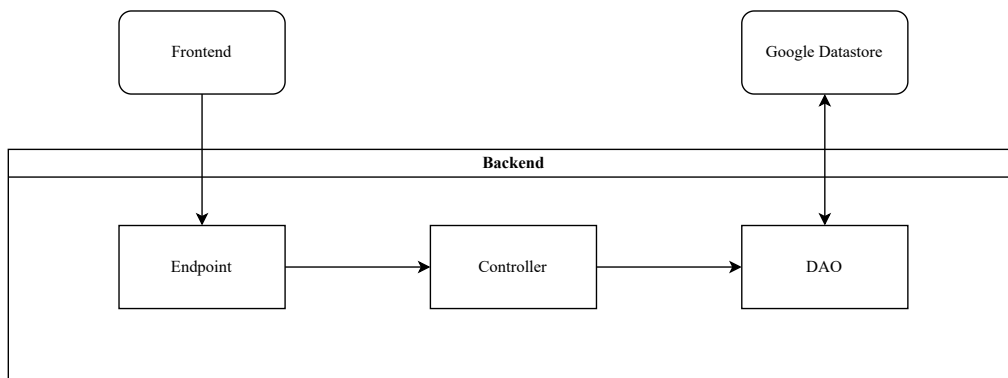 Frontend
Google Datastore
Backend
Endpoint
Controller
DAO